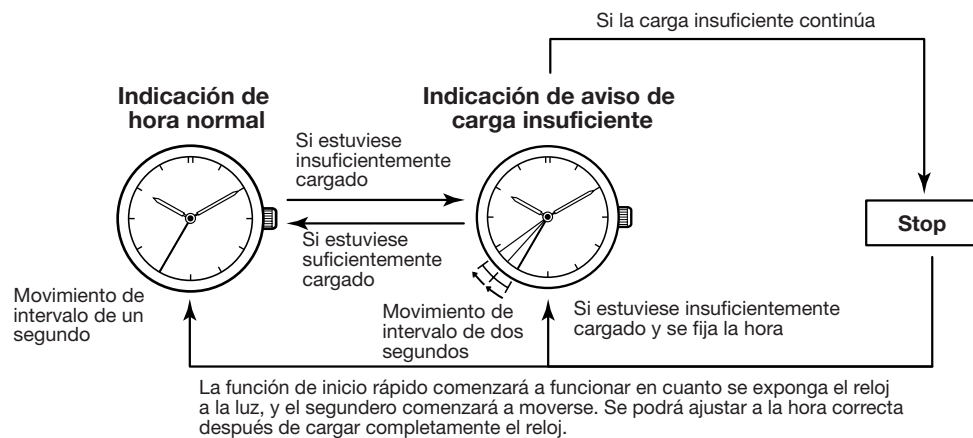 Si la carga insuficiente continúa
Indicación de
hora normal
Indicación de aviso de
carga insuficiente
Si estuviese
insuficientemente
cargado
Si estuviese
suficientemente
cargado
Stop
Movimiento de
intervalo de un
segundo
Movimiento de
intervalo de dos
segundos
Si estuviese insuficientemente
cargado y se fija la hora
La función de inicio rápido comenzará a funcionar en cuanto se exponga el reloj
a la luz, y el segundero comenzará a moverse. Se podrá ajustar a la hora correcta
después de cargar completamente el reloj.